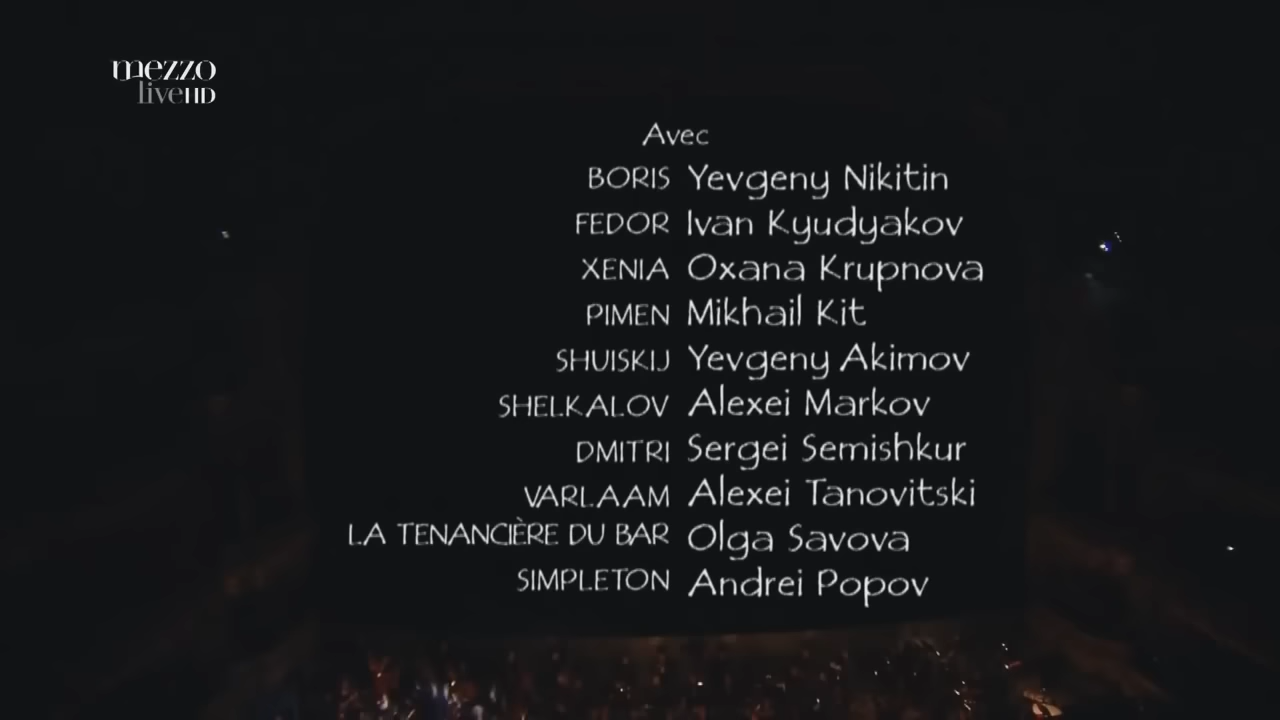 mezzo
liveHD
Avec
BORIS Yevgeny Nikitin
FEDOR Ivan Kyudyakov
XENIA Oxana Krupnova
PIMEN Mikhail Kit
SHUISKIJ Yevgeny Akimov
SHELKALOV Alexei Markov
DMITRI Sergei Semishkur
VARLAAM Alexei Tanovitski
LA TENANCIÈRE DU BAR Olga Savova
SIMPLETON Andrei Popov